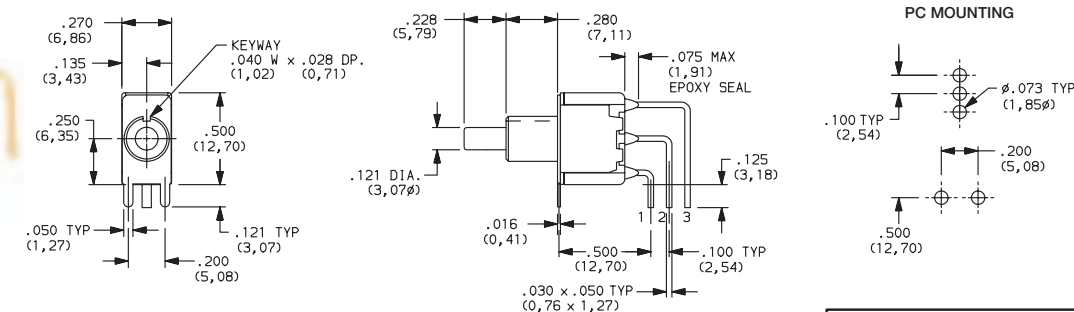 .270
(6,86)
.135
(3,43)
KEYWAY
.040 W x .028 DP.
(1,02) (0,71)
.250
(6,35)
.500
(12,70)
.050 TYP
(1,27)
.121 TYP
(3,07)
.200
(5,08)
.228
(5,79)
.280
(7,11)
.075 MAX
(1,91)
EPOXY SEAL
.121 DIA.
(3,07ø)
.125
(3,18)
1 2 3
.016
(0,41)
.500
(12,70)
.100 TYP
(2,54)
.030 x .050 TYP
(0,76 x 1,27)
PC MOUNTING
ø.073 TYP
(1,85ø)
.100 TYP
(2,54)
.200
(5,08)
.500
(12,70)